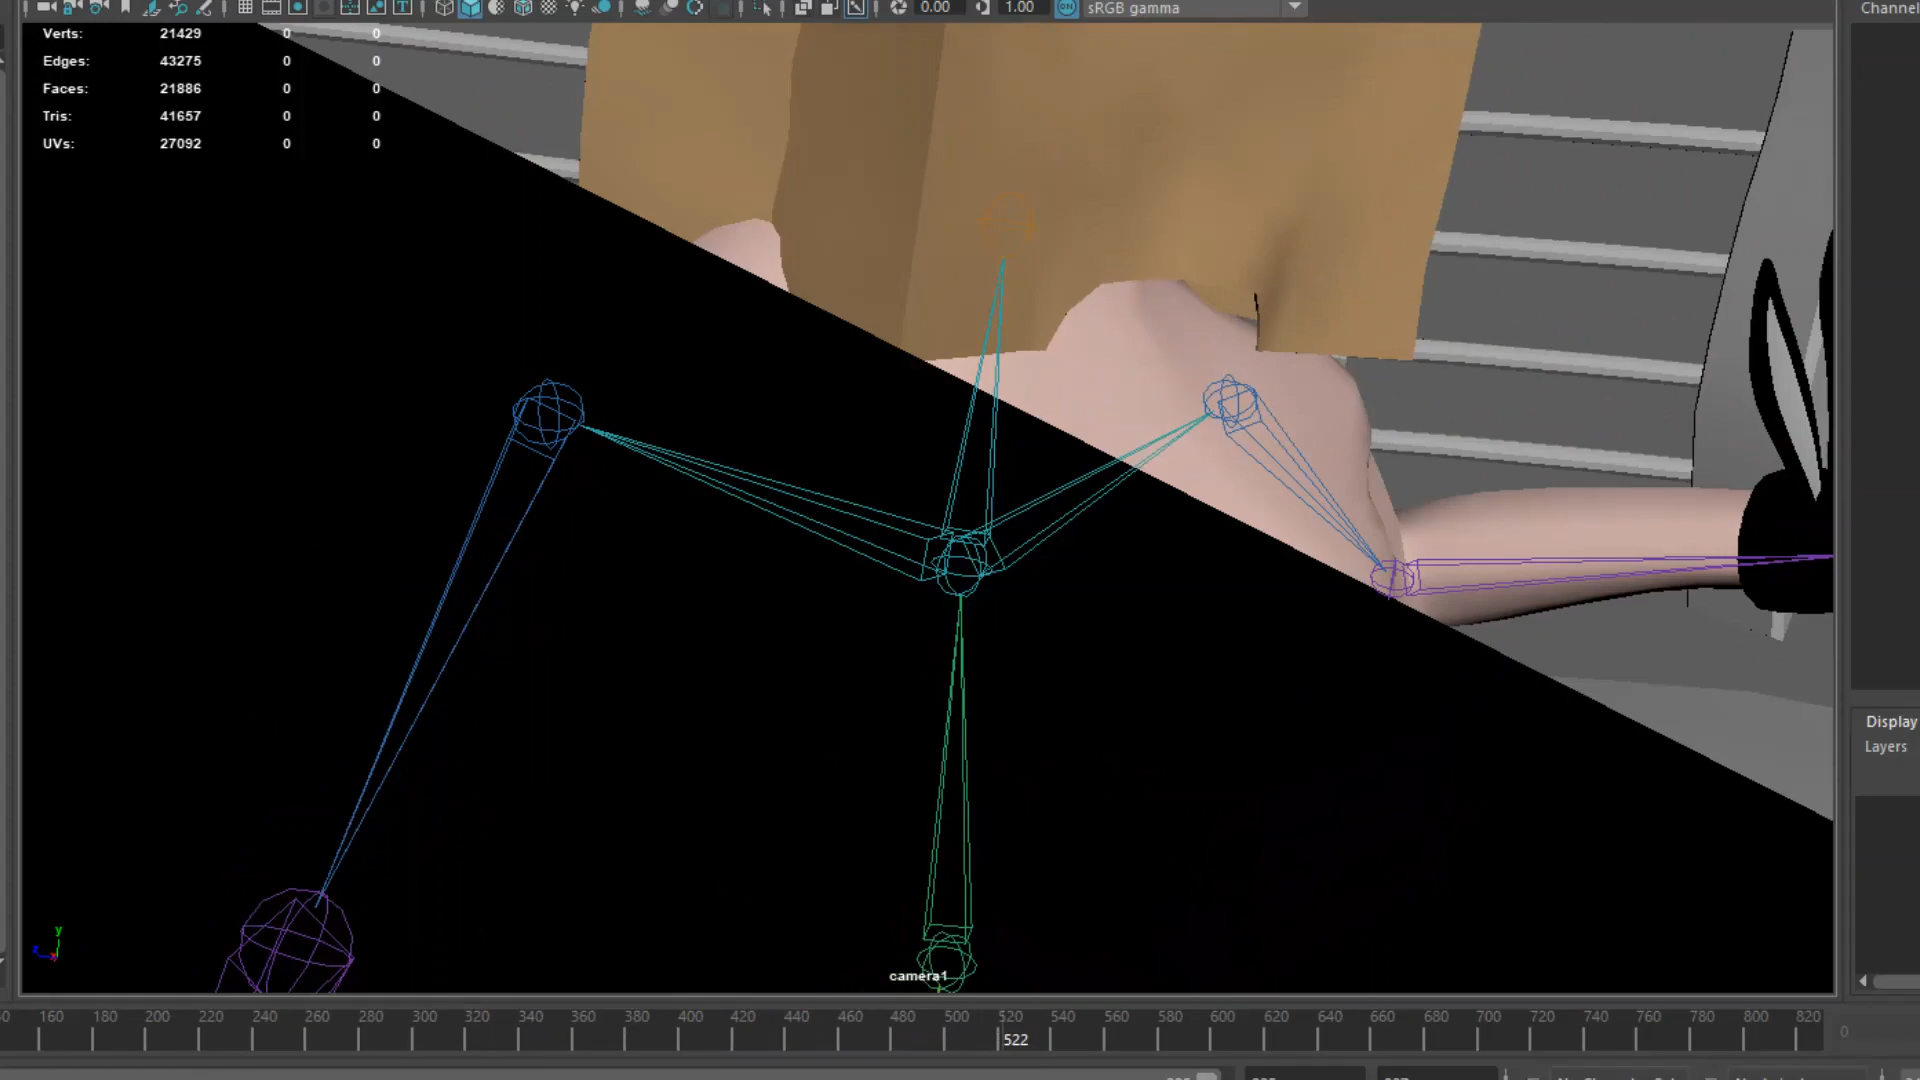 0.00 1.00 ON sRGB gamma Channel
Verts: 21429 0 0
Edges: 43275 0 0
Faces: 21886 0 0
Tris: 41657 0 0
UVs: 27092 0 0
Display
Layers
y
z
camera1
160 180 200 220 240 260 280 300 320 340 360 380 400 420 440 460 480 500 520 540 560 580 600 620 640 660 680 700 720 740 760 780 800 820 0
522